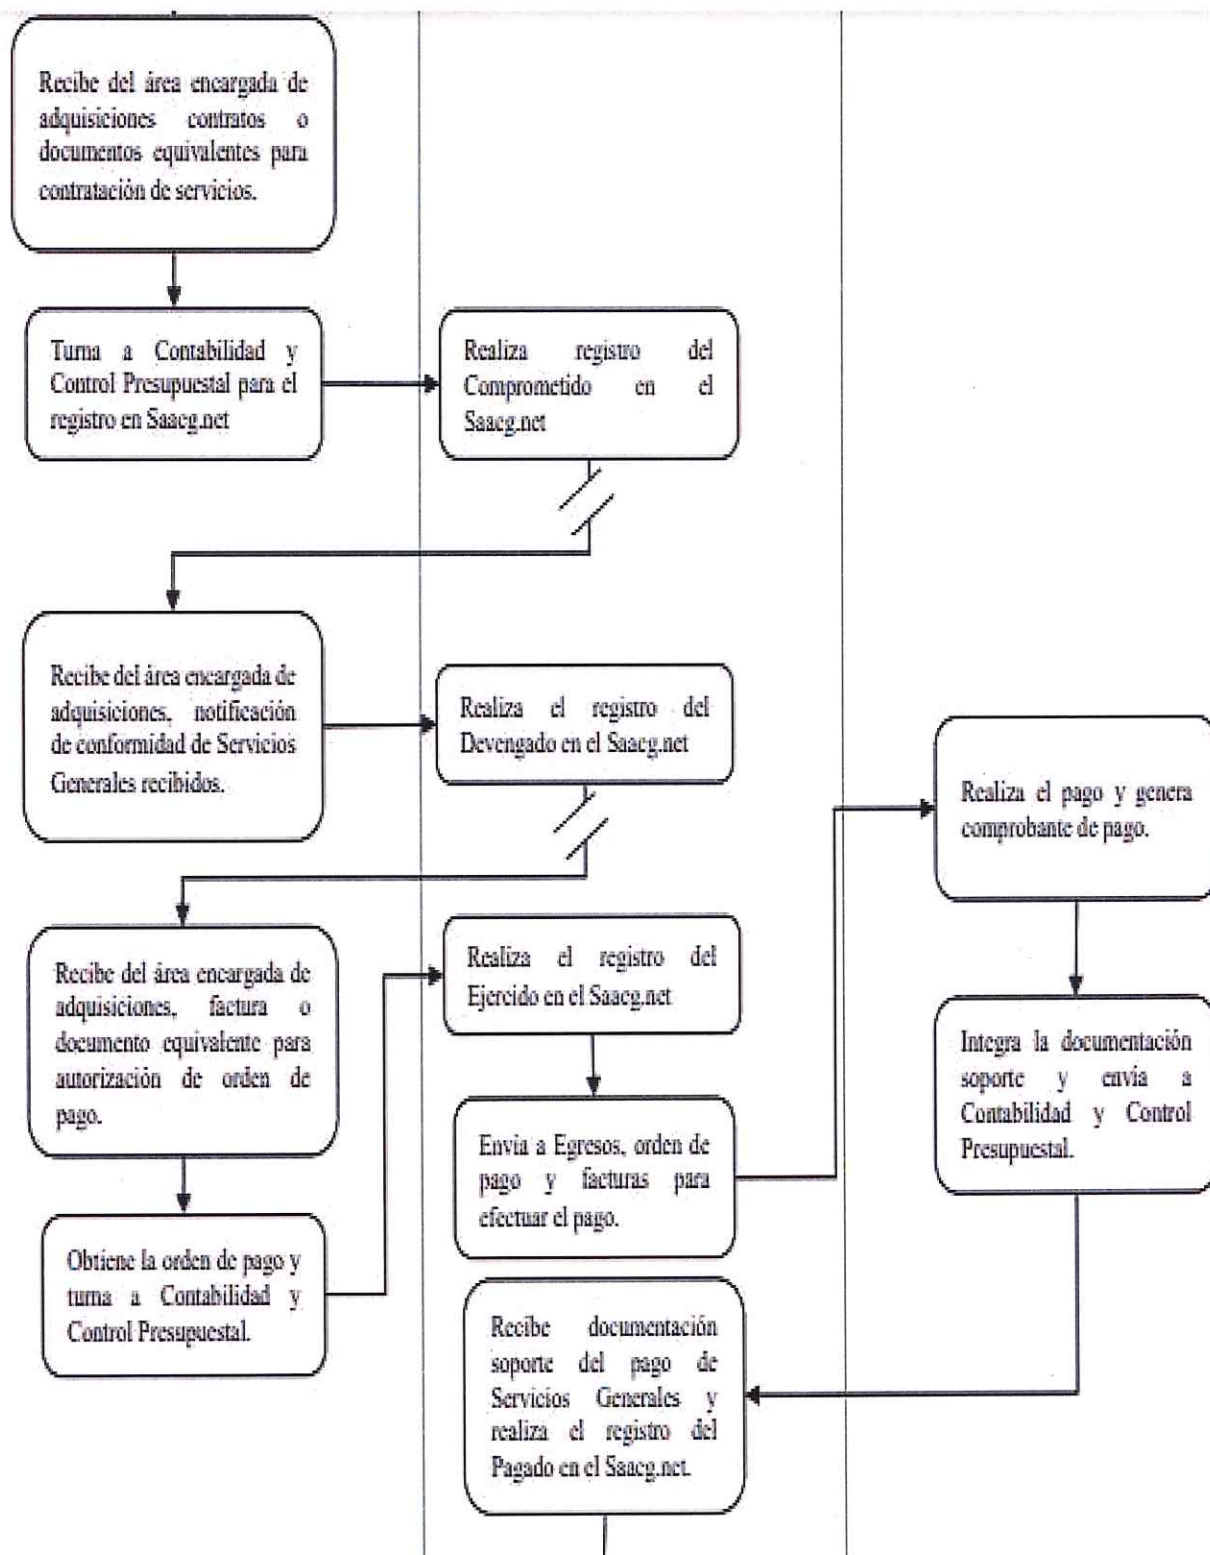 Recibe del área encargada de
adquisiciones contratos o
documentos equivalentes para
contratación de servicios.
Turna a Contabilidad y
Control Presupuestal para el
registro en Saacg.net
Realiza registro del
Comprometido en el
Saacg.net
Recibe del área encargada de
adquisiciones, notificación
de conformidad de Servicios
Generales recibidos.
Realiza el registro del
Devengado en el Saacg.net
Recibe del área encargada de
adquisiciones, factura o
documento equivalente para
autorización de orden de
pago.
Obtiene la orden de pago y
turna a Contabilidad y
Control Presupuestal.
Realiza el registro del
Ejercido en el Saacg.net
Envia a Egresos, orden de
pago y facturas para
efectuar el pago.
Realiza el pago y genera
comprobante de pago.
Integra la documentación
soporte y envía a
Contabilidad y Control
Presupuestal.
Recibe documentación
soporte del pago de
Servicios Generales y
realiza el registro del
Pagado en el Saacg.net.